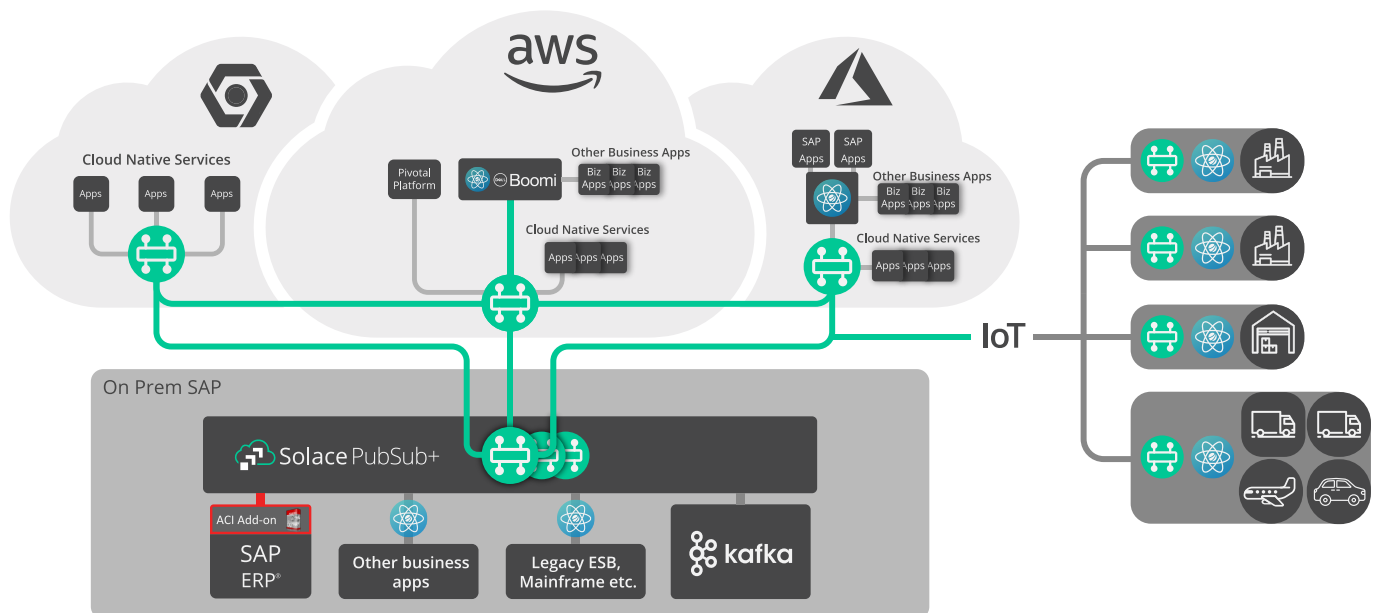 aws
Cloud Native Services
Apps
Apps
Apps
Pivotal
Platform
Boomi
Other Business Apps
Biz
Apps
Biz
Apps
Biz
Apps
Cloud Native Services
Apps
Apps
Apps
SAP
Apps
SAP
Apps
Other Business Apps
Biz
Apps
Biz
Apps
Biz
Apps
Cloud Native Services
Apps
Apps
Apps
IoT
On Prem SAP
Solace PubSub+
ACI Add-on
SAP
ERP®
Other business
apps
Legacy ESB,
Mainframe etc.
kafka